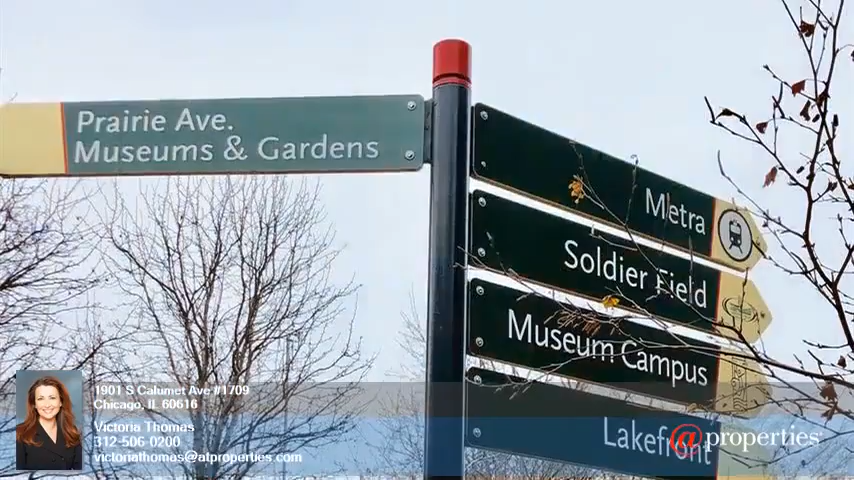 Prairie Ave.
Museums & Gardens
Metra
Soldier Field
Museum Campus
Lakefront
1901 S Calumet Ave #1709
Chicago, IL 60616
Victoria Thomas
312-506-0200
victoriathomas@atproperties.com
@properties